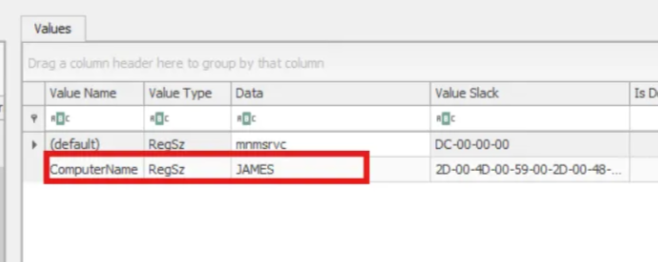 Values
Drag a column header here to group by that column
Value Name Value Type Data Value Slack Is D
(default) RegSz mnmsrvc DC-00-00-00
ComputerName RegSz JAMES 2D-00-4D-00-59-00-2D-00-48-...